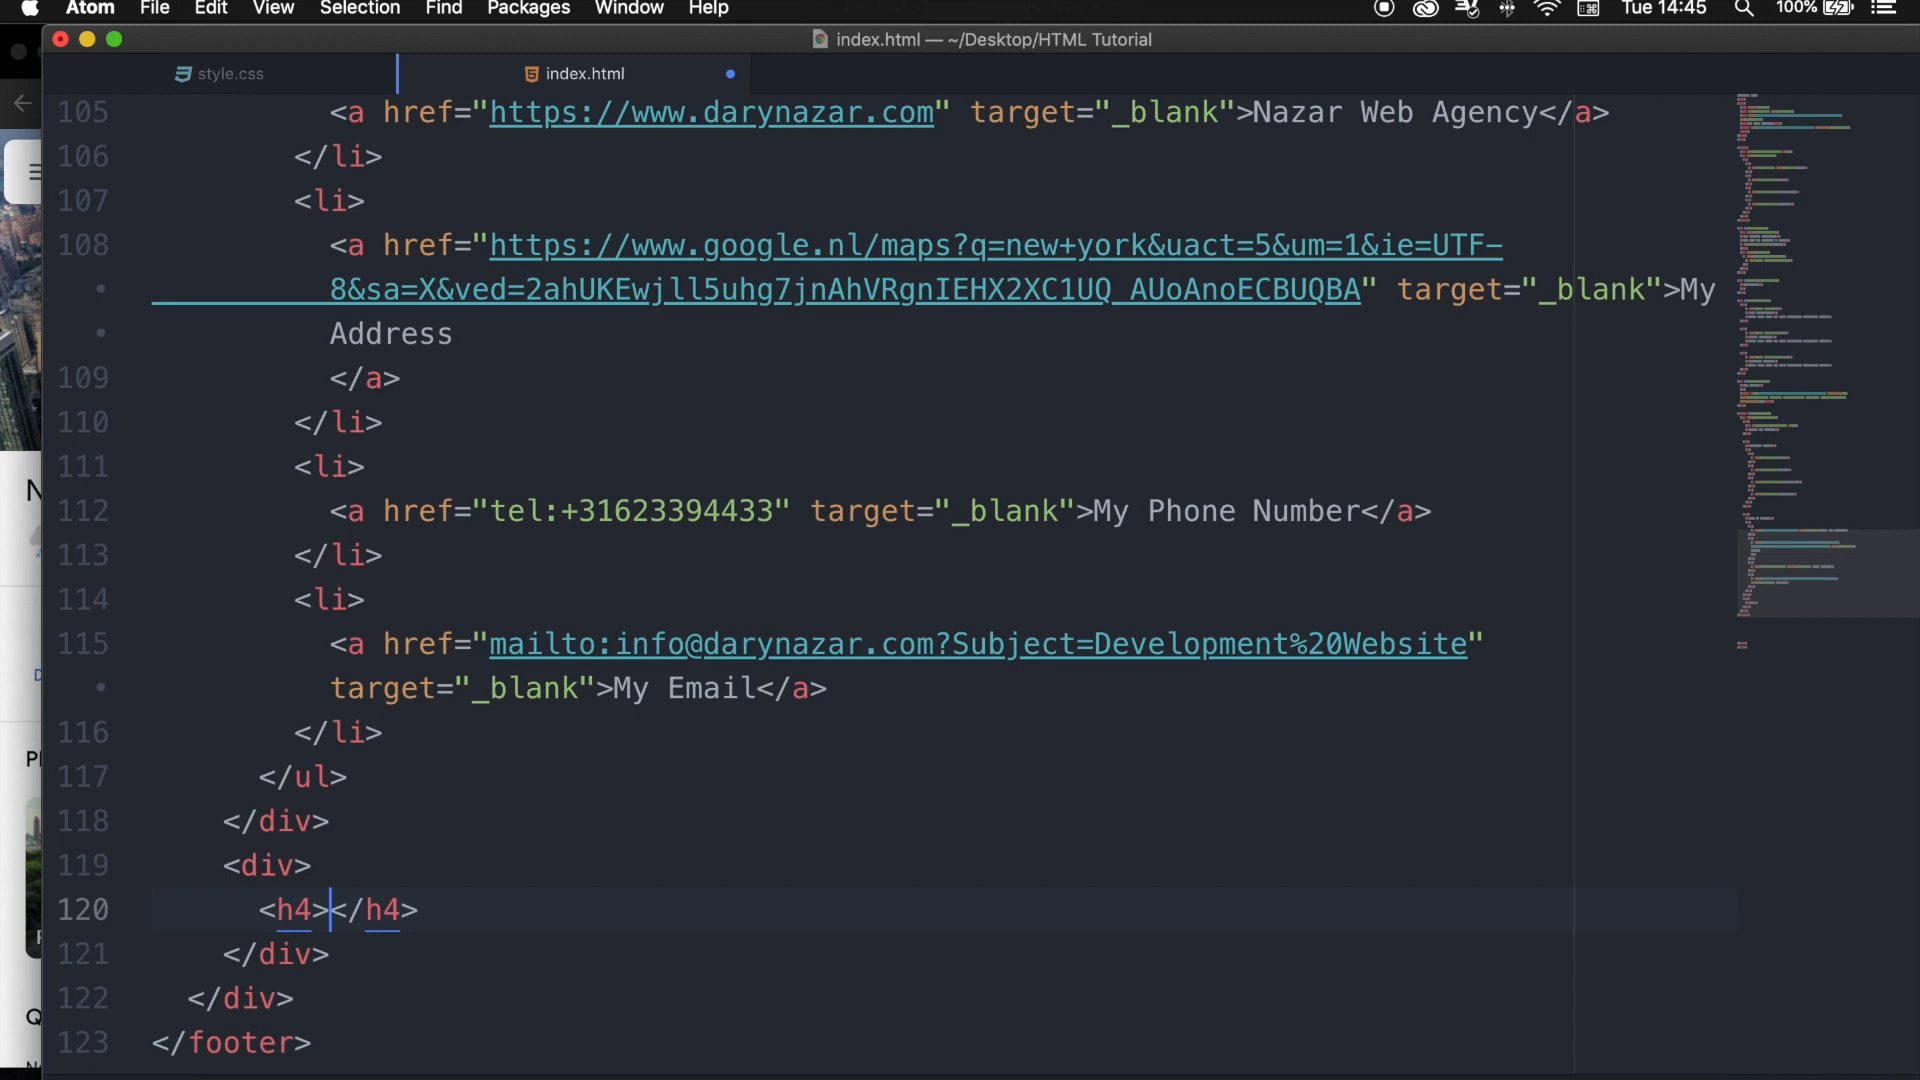 Atom File Edit View Selection Find Packages Window Help Tue 14:45 100%
index.html — ~/Desktop/HTML Tutorial
style.css index.html
105 <a href="https://www.darynazar.com" target="_blank">Nazar Web Agency</a>
106 </li>
107 <li>
108 <a href="https://www.google.nl/maps?q=new+york&uact=5&um=1&ie=UTF-
• 8&sa=X&ved=2ahUKEwjll5uhg7jnAhVRgnIEHX2XC1UQ_AUoAnoECBUQBA" target="_blank">My
• Address
109 </a>
110 </li>
111 <li>
112 <a href="tel:+31623394433" target="_blank">My Phone Number</a>
113 </li>
114 <li>
115 <a href="mailto:info@darynazar.com?Subject=Development%20Website"
• target="_blank">My Email</a>
116 </li>
117 </ul>
118 </div>
119 <div>
120 <h4></h4>
121 </div>
122 </div>
123 </footer>